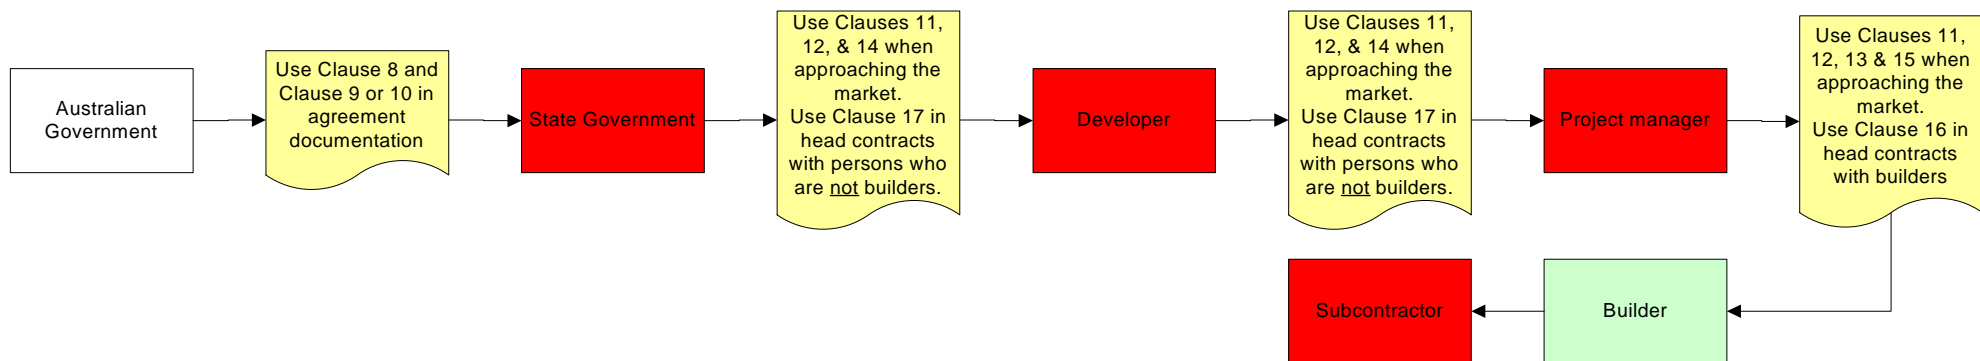 Australian
Government
Use Clause 8 and
Clause 9 or 10 in
agreement
documentation
State Government
Use Clauses 11,
12, & 14 when
approaching the
market.
Use Clause 17 in
head contracts
with persons who
are not builders.
Developer
Use Clauses 11,
12, & 14 when
approaching the
market.
Use Clause 17 in
head contracts
with persons who
are not builders.
Project manager
Use Clauses 11,
12, 13 & 15 when
approaching the
market.
Use Clause 16 in
head contracts
with builders
Subcontractor
Builder